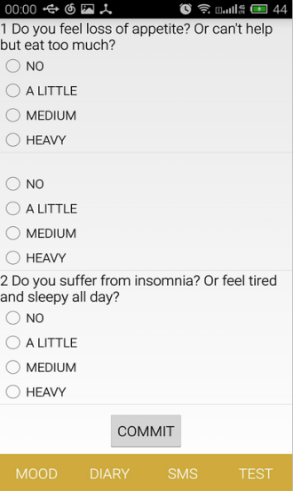 00:00 44
1 Do you feel loss of appetite? Or can't help
but eat too much?
NO
A LITTLE
MEDIUM
HEAVY
NO
A LITTLE
MEDIUM
HEAVY
2 Do you suffer from insomnia? Or feel tired
and sleepy all day?
NO
A LITTLE
MEDIUM
HEAVY
COMMIT
MOOD DIARY SMS TEST